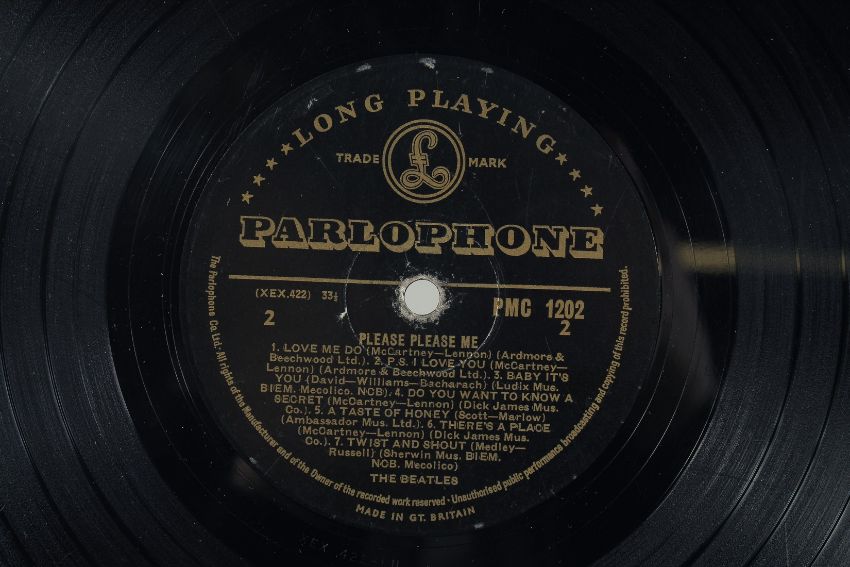 ★★★★ LONG PLAYING ★★★★
TRADE £ MARK
PARLOPHONE
(XEX.422) 33⅓
PMC 1202
2
2
PLEASE PLEASE ME
1. LOVE ME DO (McCartney—Lennon) (Ardmore &
Beechwood Ltd.). 2. P.S. I LOVE YOU (McCartney—
Lennon) (Ardmore & Beechwood Ltd.) 3. BABY IT'S
YOU (David—Williams—Bacharach) (Ludix Mus.
BIEM. Mecolico. NCB). 4. DO YOU WANT TO KNOW A
SECRET (McCartney—Lennon) (Dick James Mus.
Co.). 5. A TASTE OF HONEY (Scott—Marlow)
(Ambassador Mus. Ltd.) 6. THERE'S A PLACE
(McCartney—Lennon) (Dick James Mus.
Co.). 7. TWIST AND SHOUT (Medley—
Russell) (Sherwin Mus. BIEM.
NCB. Mecolico)
THE BEATLES
The Parlophone Co. Ltd. All rights of the Manufacturer and of the Owner of the recorded work reserved · Unauthorised public performance broadcasting and copying of this record prohibited.
MADE IN GT. BRITAIN